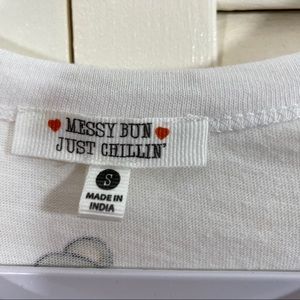 MESSY BUN
JUST CHILLIN'
S
MADE IN
INDIA